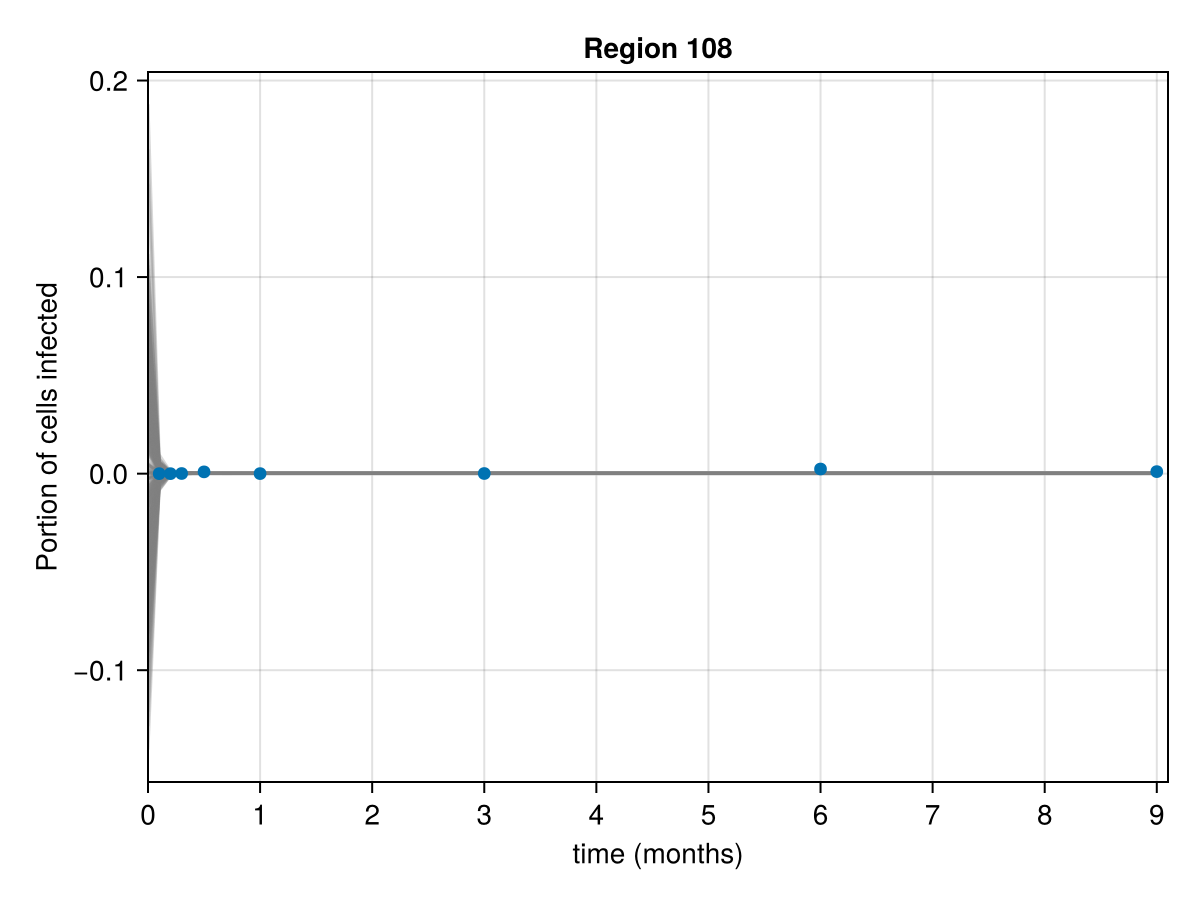 Region 108
0.2
0.1
0.0
−0.1
Portion of cells infected
0 1 2 3 4 5 6 7 8 9
time (months)